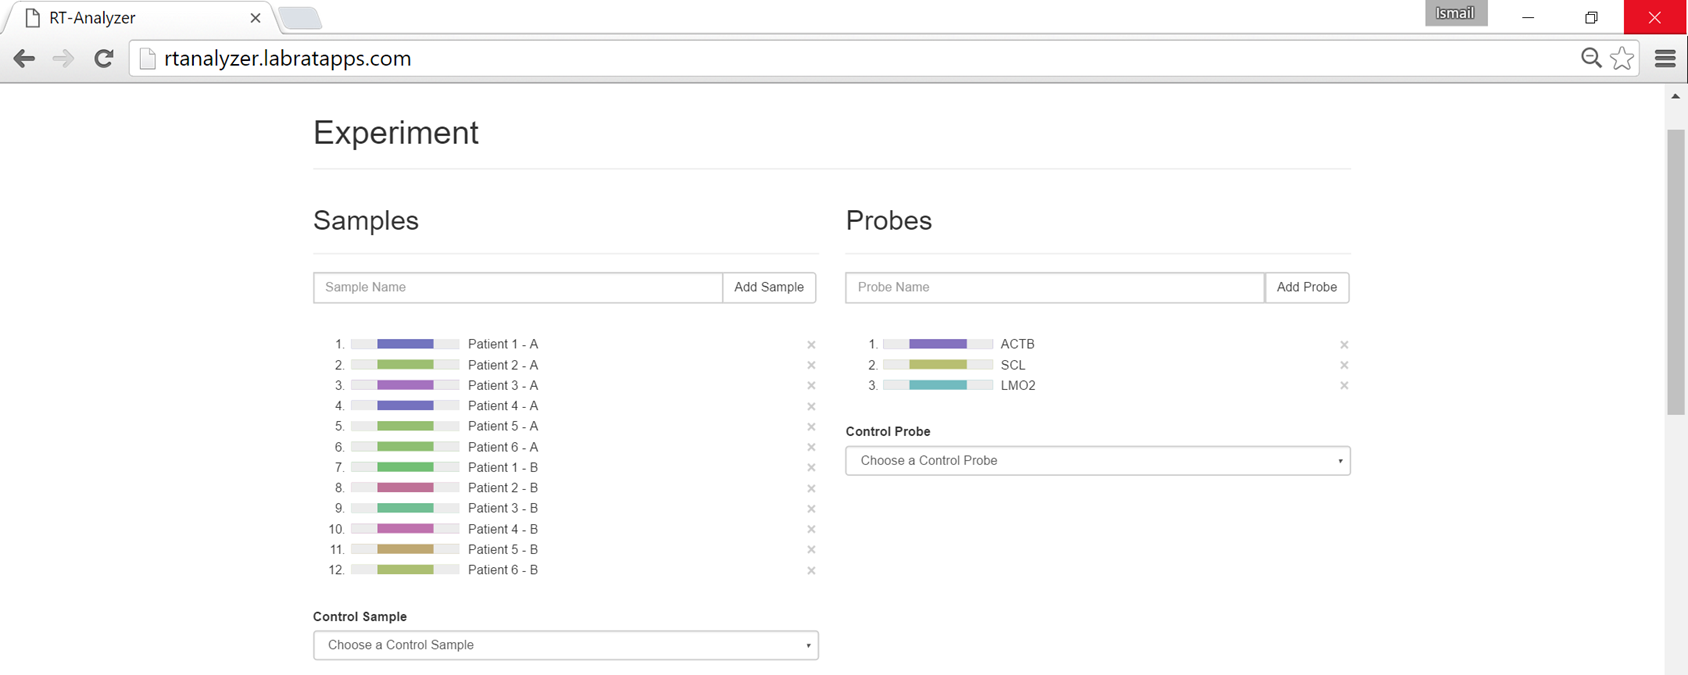 RT-Analyzer
Ismail
rtanalyzer.labratapps.com
Experiment
Samples
Sample Name
Add Sample
1. Patient 1 - A
2. Patient 2 - A
3. Patient 3 - A
4. Patient 4 - A
5. Patient 5 - A
6. Patient 6 - A
7. Patient 1 - B
8. Patient 2 - B
9. Patient 3 - B
10. Patient 4 - B
11. Patient 5 - B
12. Patient 6 - B
Control Sample
Choose a Control Sample
Probes
Probe Name
Add Probe
1. ACTB
2. SCL
3. LMO2
Control Probe
Choose a Control Probe